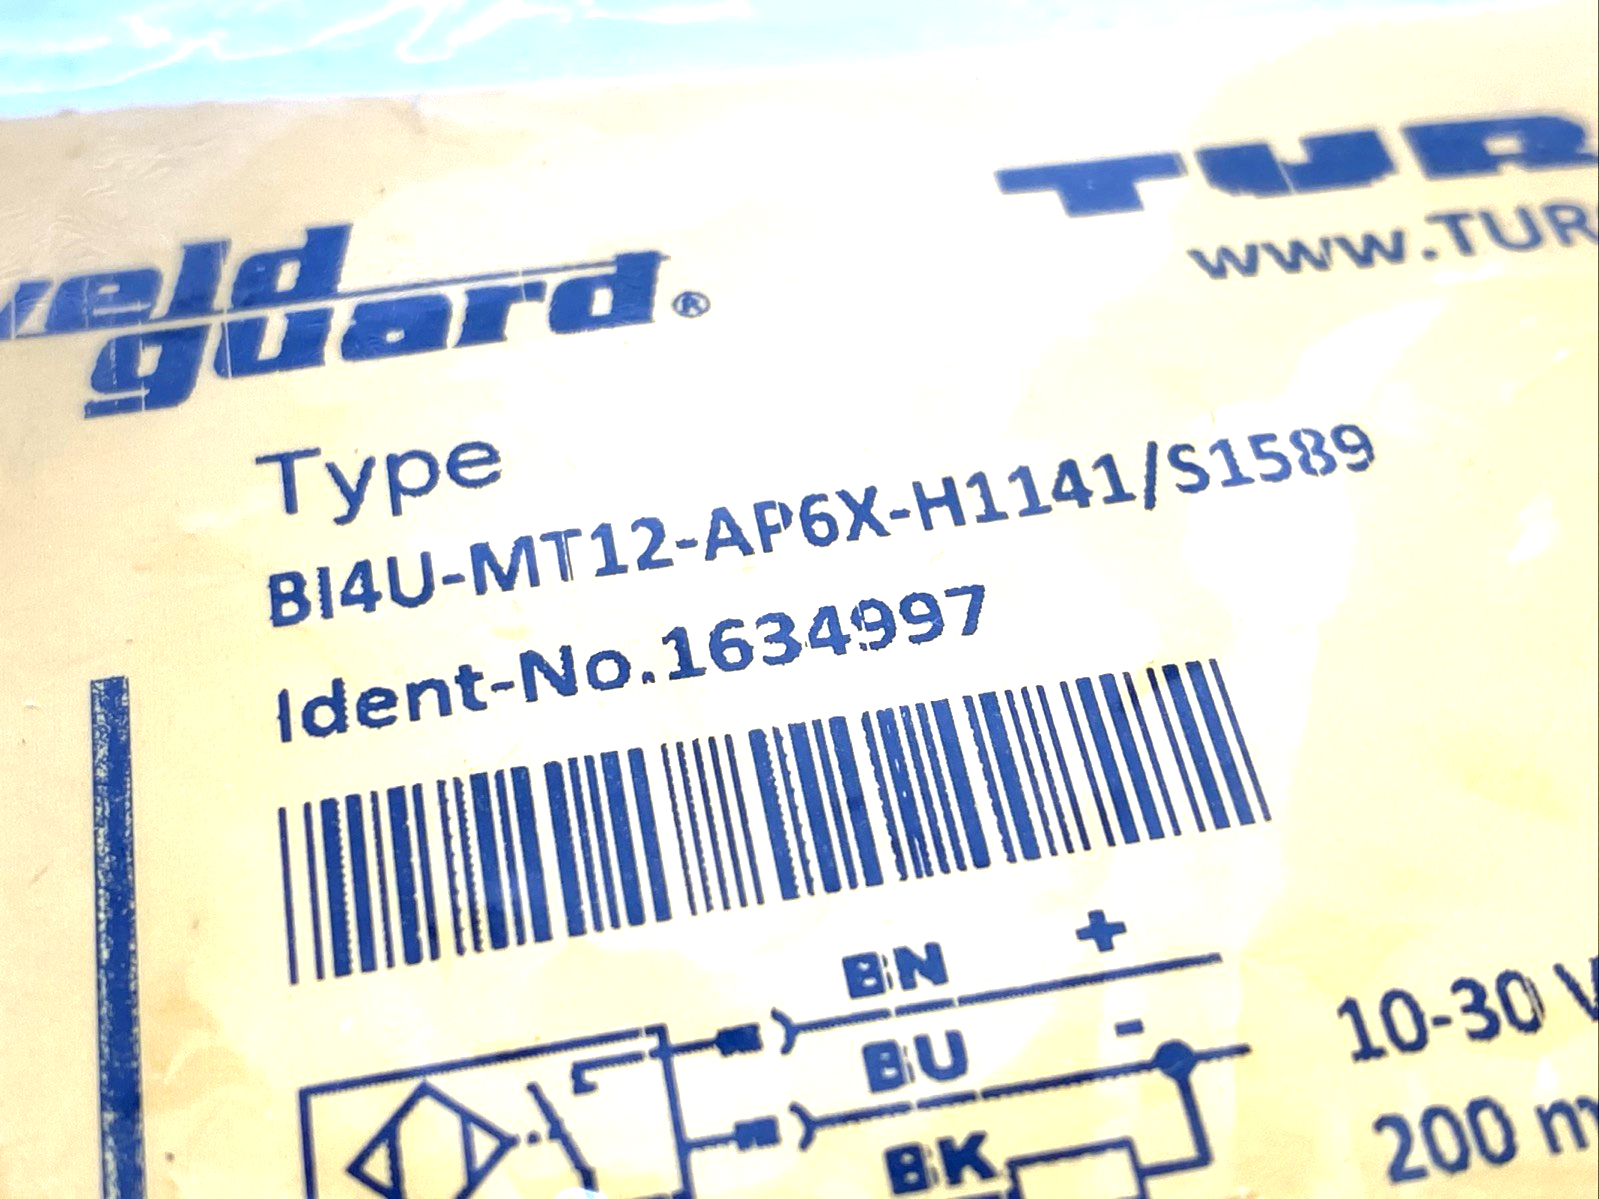 TUR
www.TUR
weld
guard®
Type
BI4U-MT12-AP6X-H1141/S1589
Ident-No.1634997
BN +
BU -
BK
10-30 V
200 m